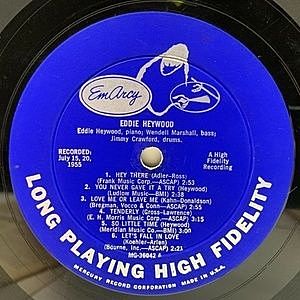 EmArcy
EDDIE HEYWOOD
Eddie Heywood, piano; Wendell Marshall, bass;
Jimmy Crawford, drums.
RECORDED:
July 15, 20,
1955
A High
Fidelity
Recording
1 HEY THERE (Adler-Ross)
(Frank Music Corp.—ASCAP) 3:15
2. YOU NEVER GAVE IT A TRY (Heywood)
(Ludlow Music—BMI) 2:38
3. LOVE ME OR LEAVE ME (Kahn-Donaldson)
(Bregman, Vocco & Conn—ASCAP)
4. TENDERLY (Gross-Lawrence)
(E. H. Morris Music Corp.—ASCAP) 3:15
5. SO LITTLE TIME (Heywood)
(Meridian Music Co.—BMI) 3:00
6. LET'S FALL IN LOVE
(Koehler-Arlen)
(Bourne, Inc.—ASCAP) 2:21
MG-36042 A
LONG PLAYING HIGH FIDELITY
MERCURY RECORD CORPORATION MADE IN U.S.A.